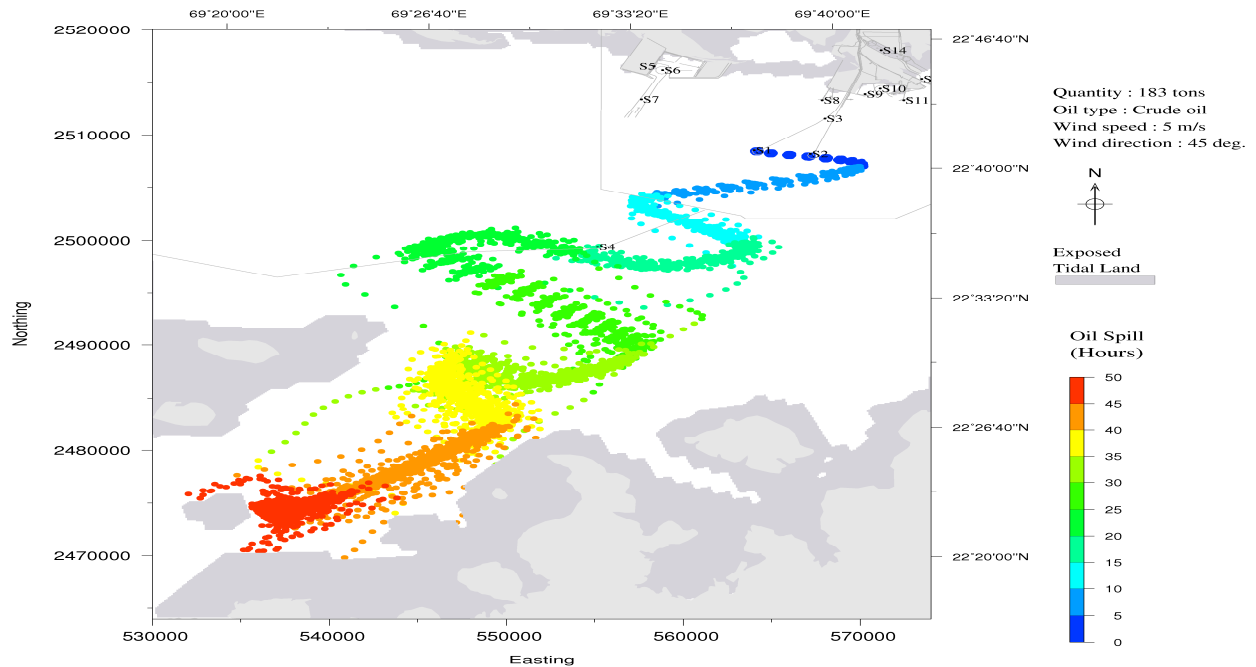 69°20'00"E 69°26'40"E 69°33'20"E 69°40'00"E
2520000
2510000
2500000
2490000
2480000
2470000
Northing
530000 540000 550000 560000 570000
Easting
22°46'40"N
22°40'00"N
22°33'20"N
22°26'40"N
22°20'00"N
S14
S5
S6
S7
S8
S9
S10
S11
S3
S1
S2
S4
Quantity : 183 tons
Oil type : Crude oil
Wind speed : 5 m/s
Wind direction : 45 deg.
N
Exposed
Tidal Land
Oil Spill
(Hours)
50
45
40
35
30
25
20
15
10
5
0